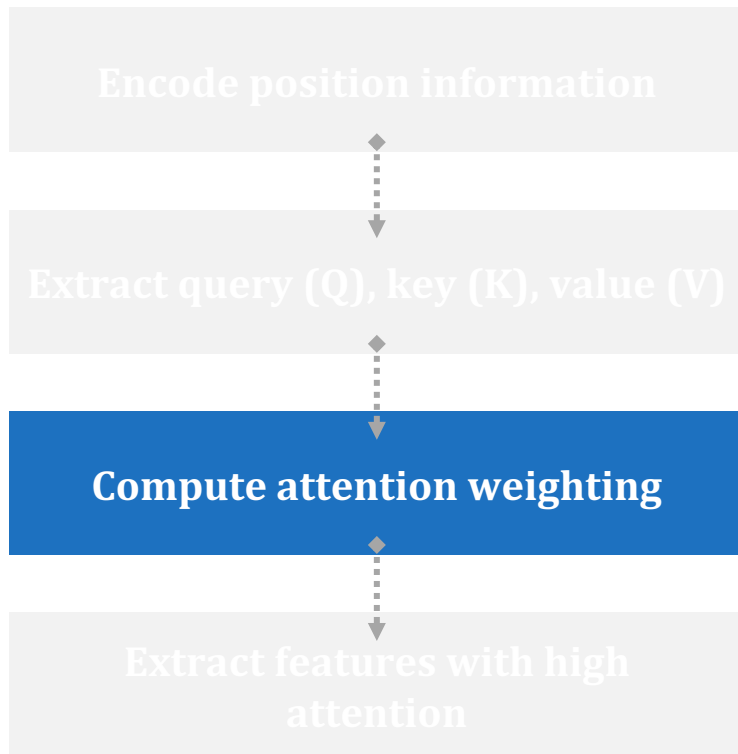 Encode position information
Extract query (Q), key (K), value (V)
Compute attention weighting
Extract features with high
attention